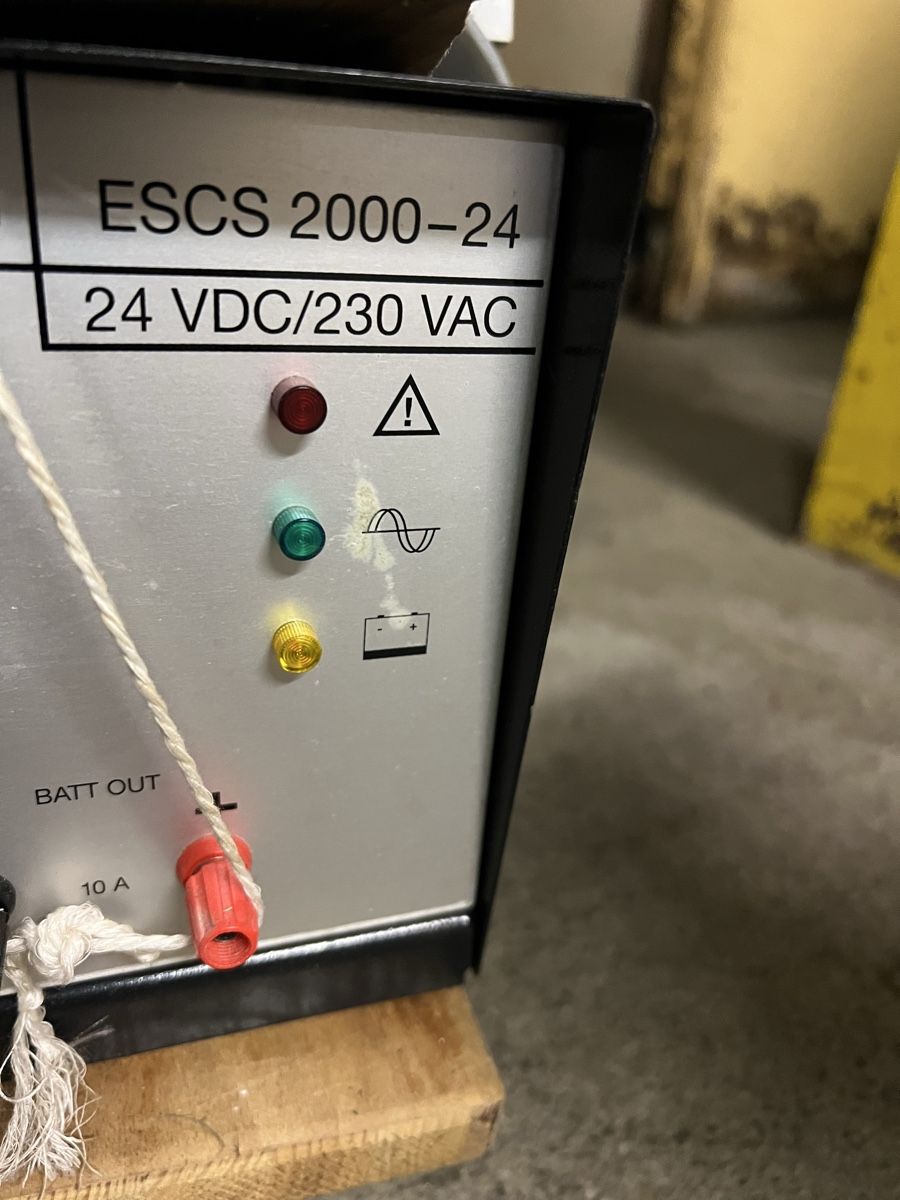 ESCS 2000-24
24 VDC/230 VAC
BATT OUT
10 A